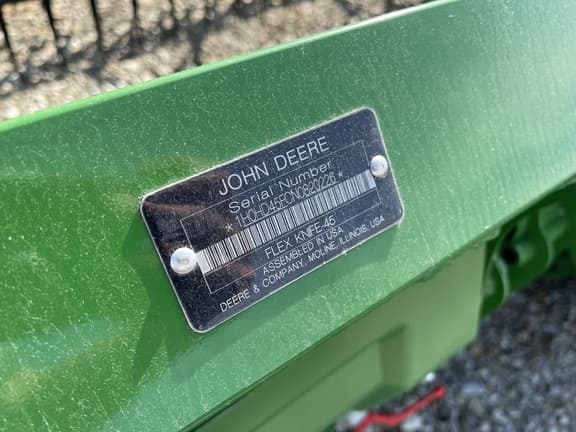 JOHN DEERE
Serial Number
*1H0HD45FCN0820226*
FLEX KNIFE-45
ASSEMBLED IN USA
DEERE & COMPANY, MOLINE, ILLINOIS, USA